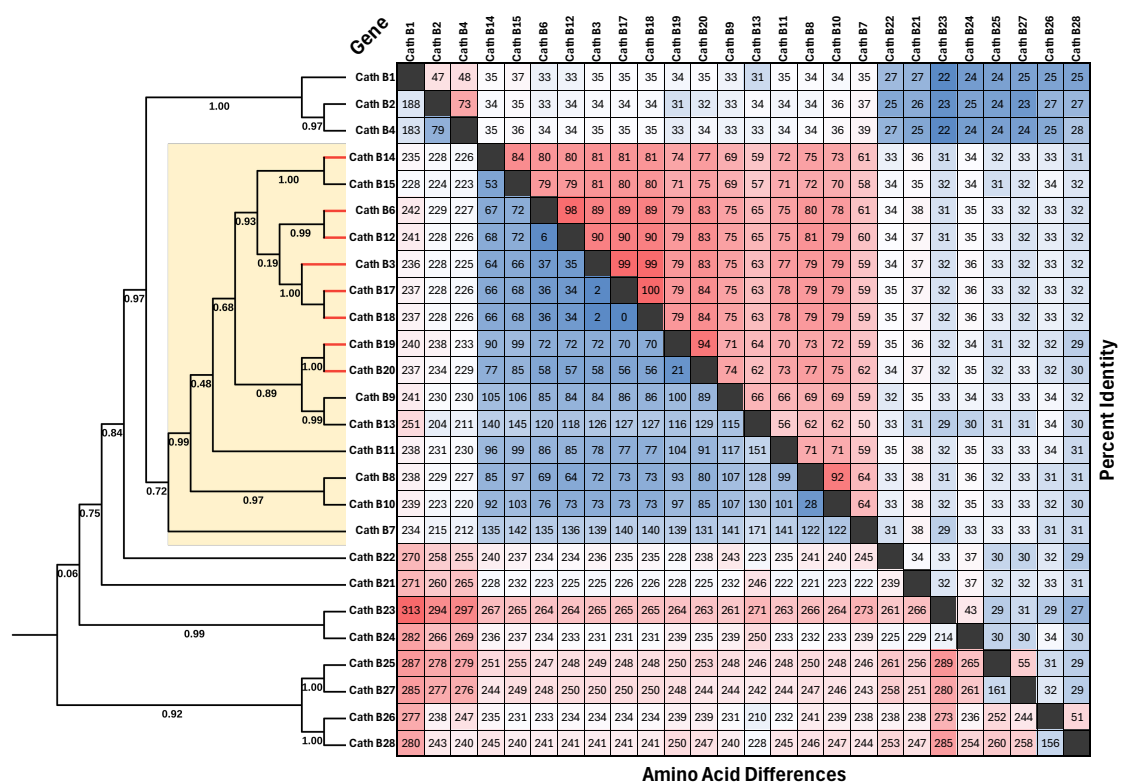 Gene
Cath B1 Cath B2 Cath B4 Cath B14 Cath B15 Cath B6 Cath B12 Cath B3 Cath B17 Cath B18 Cath B19 Cath B20 Cath B9 Cath B13 Cath B11 Cath B8 Cath B10 Cath B7 Cath B22 Cath B21 Cath B23 Cath B24 Cath B25 Cath B27 Cath B26 Cath B28
Cath B1 47 48 35 37 33 33 35 35 35 34 35 33 31 35 34 34 35 27 27 22 24 24 25 25 25
1.00
Cath B2 188 73 34 35 33 34 34 34 34 31 32 33 34 34 34 36 37 25 26 23 25 24 23 27 27
0.97
Cath B4 183 79 35 36 34 34 35 35 35 33 34 33 33 34 34 36 39 27 25 22 24 24 24 25 28
Cath B14 235 228 226 84 80 80 81 81 81 74 77 69 59 72 75 73 61 33 36 31 34 32 33 33 31
1.00
Cath B15 228 224 223 53 79 79 81 80 80 71 75 69 57 71 72 70 58 34 35 32 34 31 32 34 32
Cath B6 242 229 227 67 72 98 89 89 89 79 83 75 65 75 80 78 61 34 38 31 35 33 32 33 32
0.93
0.99
Cath B12 241 228 226 68 72 6 90 90 90 79 83 75 65 75 81 79 60 34 37 31 35 33 32 33 32
0.19
Cath B3 236 228 225 64 66 37 35 99 99 79 83 75 63 77 79 79 59 34 37 32 36 33 32 33 32
1.00
0.97
Cath B17 237 228 226 66 68 36 34 2 100 79 84 75 63 78 79 79 59 35 37 32 36 33 32 33 32
0.68
Cath B18 237 228 226 66 68 36 34 2 0 79 84 75 63 78 79 79 59 35 37 32 36 33 32 33 32
Cath B19 240 238 233 90 99 72 72 72 70 70 94 71 64 70 73 72 59 35 36 32 34 31 32 32 29
1.00
Cath B20 237 234 229 77 85 58 57 58 56 56 21 74 62 73 77 75 62 34 37 32 35 32 33 32 30
0.48
0.89
Cath B9 241 230 230 105 106 85 84 84 86 86 100 89 66 66 69 69 59 32 35 33 34 33 33 34 32
0.99
Cath B13 251 204 211 140 145 120 118 126 127 127 116 129 115 56 62 62 50 33 31 29 30 31 31 34 30
0.84
0.99
Cath B11 238 231 230 96 99 86 85 78 77 77 104 91 117 151 71 71 59 35 38 32 35 33 33 33 31
Cath B8 238 229 227 85 97 69 64 72 73 73 93 80 107 128 99 92 64 33 38 31 36 32 33 33 31
0.72
0.97
Cath B10 239 223 220 92 103 76 73 73 73 73 97 85 107 130 101 28 64 33 38 32 35 33 33 32 30
0.75
Cath B7 234 215 212 135 142 135 136 139 140 140 139 131 141 171 141 122 122 31 38 29 33 33 33 31 31
Cath B22 270 258 255 240 237 234 234 236 235 235 228 238 243 223 235 241 240 245 34 33 37 30 30 32 29
0.06
Cath B21 271 260 265 228 232 223 225 225 226 226 228 225 232 246 222 221 223 222 239 32 37 32 32 33 31
Cath B23 313 294 297 267 265 264 264 265 265 264 264 263 261 271 263 266 264 273 261 266 43 29 31 29 27
0.99
Cath B24 282 266 269 236 237 234 233 231 231 231 239 234 239 250 233 232 233 239 225 229 214 30 30 34 30
Cath B25 287 278 279 251 255 247 248 249 248 248 250 253 248 246 248 250 248 246 261 256 289 265 55 31 29
1.00
Cath B27 285 277 276 244 249 248 250 250 250 250 248 244 244 242 244 247 246 243 258 251 280 261 161 32 29
0.92
Cath B26 277 238 247 235 231 233 234 234 234 234 239 239 231 210 232 241 239 238 238 238 273 236 252 244 51
1.00
Cath B28 280 243 240 245 240 241 241 241 241 241 250 247 240 228 245 246 247 244 253 247 285 254 260 258 156
Percent Identity
Amino Acid Differences